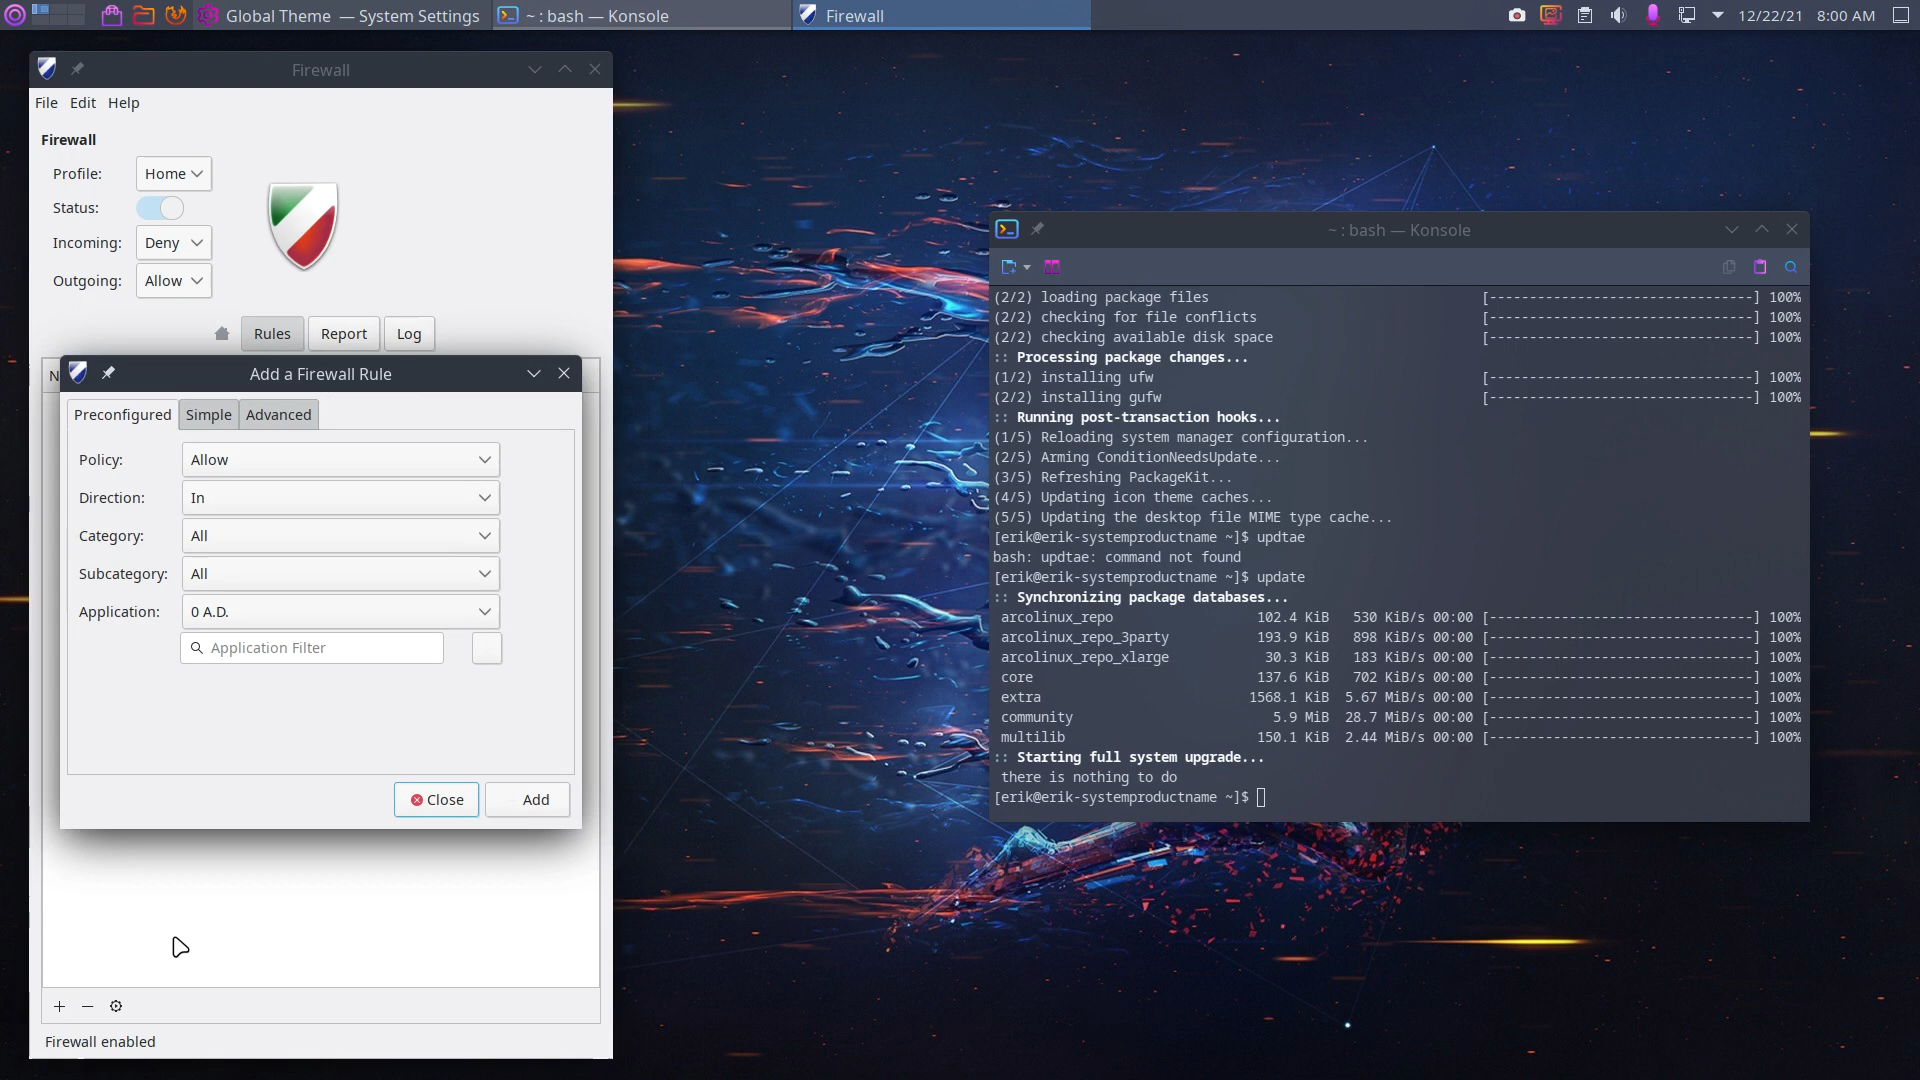 Global Theme — System Settings
~ : bash — Konsole
Firewall
12/22/21 8:00 AM
Firewall
File Edit Help
Firewall
Profile: Home
Status:
Incoming: Deny
Outgoing: Allow
Rules Report Log
N
Add a Firewall Rule
Preconfigured Simple Advanced
Policy: Allow
Direction: In
Category: All
Subcategory: All
Application: 0 A.D.
Application Filter
Close Add
Firewall enabled
~ : bash — Konsole
(2/2) loading package files [--------------------------------] 100%
(2/2) checking for file conflicts [--------------------------------] 100%
(2/2) checking available disk space [--------------------------------] 100%
:: Processing package changes...
(1/2) installing ufw [--------------------------------] 100%
(2/2) installing gufw [--------------------------------] 100%
:: Running post-transaction hooks...
(1/5) Reloading system manager configuration...
(2/5) Arming ConditionNeedsUpdate...
(3/5) Refreshing PackageKit...
(4/5) Updating icon theme caches...
(5/5) Updating the desktop file MIME type cache...
[erik@erik-systemproductname ~]$ updtae
bash: updtae: command not found
[erik@erik-systemproductname ~]$ update
:: Synchronizing package databases...
arcolinux_repo 102.4 KiB 530 KiB/s 00:00 [--------------------------------] 100%
arcolinux_repo_3party 193.9 KiB 898 KiB/s 00:00 [--------------------------------] 100%
arcolinux_repo_xlarge 30.3 KiB 183 KiB/s 00:00 [--------------------------------] 100%
core 137.6 KiB 702 KiB/s 00:00 [--------------------------------] 100%
extra 1568.1 KiB 5.67 MiB/s 00:00 [--------------------------------] 100%
community 5.9 MiB 28.7 MiB/s 00:00 [--------------------------------] 100%
multilib 150.1 KiB 2.44 MiB/s 00:00 [--------------------------------] 100%
:: Starting full system upgrade...
there is nothing to do
[erik@erik-systemproductname ~]$